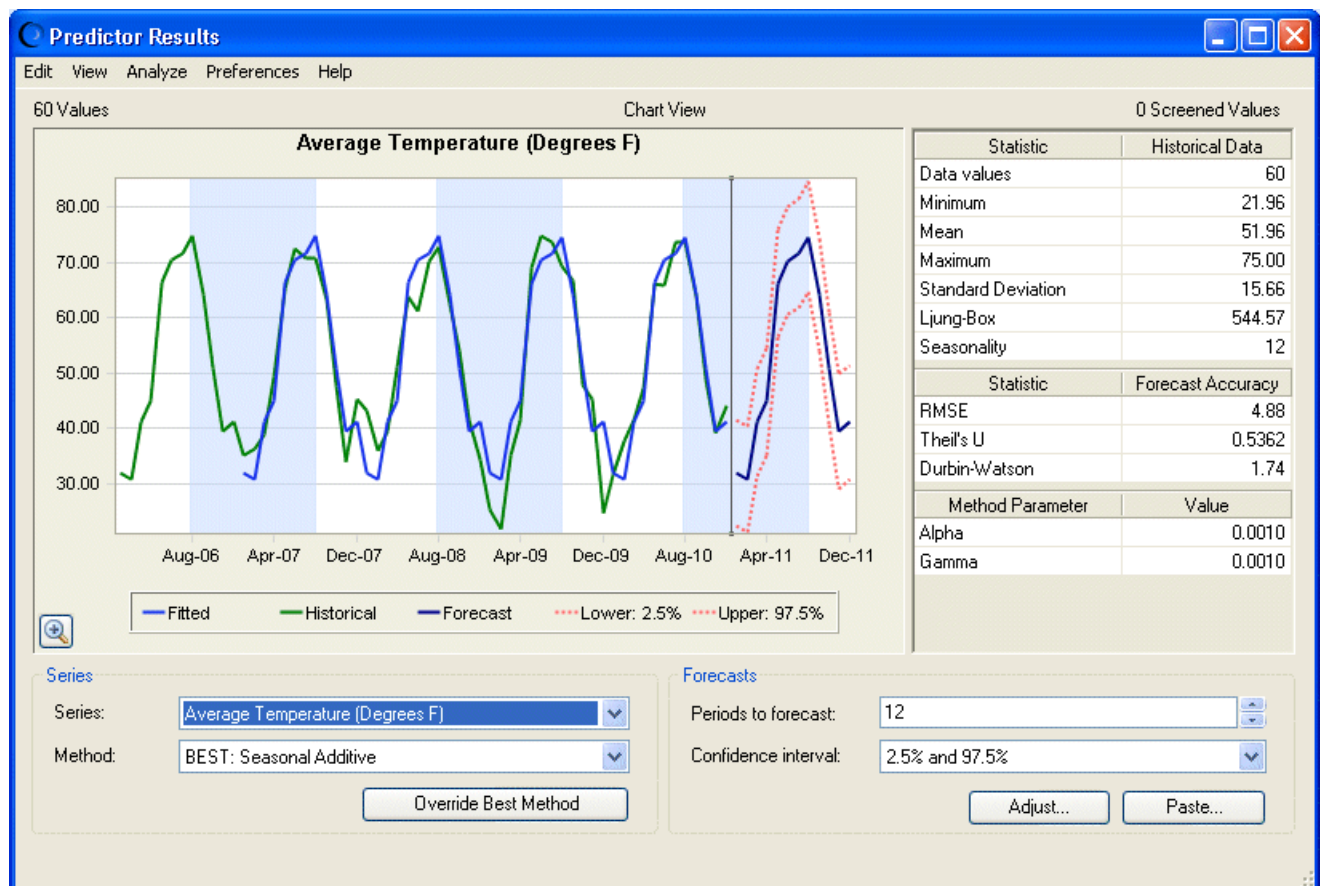 Predictor Results
Edit View Analyze Preferences Help
60 Values Chart View 0 Screened Values
Average Temperature (Degrees F)
80.00
70.00
60.00
50.00
40.00
30.00
Aug-06 Apr-07 Dec-07 Aug-08 Apr-09 Dec-09 Aug-10 Apr-11 Dec-11
Fitted Historical Forecast Lower: 2.5% Upper: 97.5%
Statistic Historical Data
Data values 60
Minimum 21.96
Mean 51.96
Maximum 75.00
Standard Deviation 15.66
Ljung-Box 544.57
Seasonality 12
Statistic Forecast Accuracy
RMSE 4.88
Theil's U 0.5362
Durbin-Watson 1.74
Method Parameter Value
Alpha 0.0010
Gamma 0.0010
Series
Series: Average Temperature (Degrees F)
Method: BEST: Seasonal Additive
Override Best Method
Forecasts
Periods to forecast: 12
Confidence interval: 2.5% and 97.5%
Adjust... Paste...